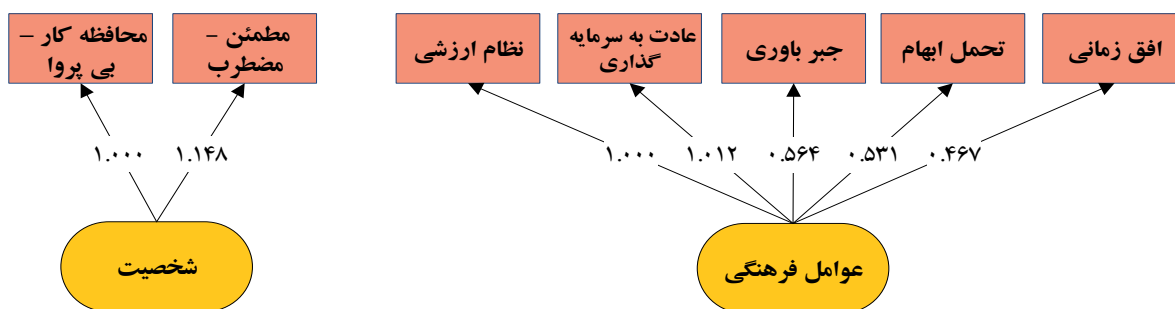 افق زمانی
تحمل ابهام
جبر باوری
عادت به سرمایه
گذاری
نظام ارزشی
مطمئن –
مضطرب
محافظه کار –
بی پروا
۰.۴۶۷
۰.۵۳۱
۰.۵۶۴
۱.۰۱۲
۱.۰۰۰
۱.۱۴۸
۱.۰۰۰
عوامل فرهنگی
شخصیت